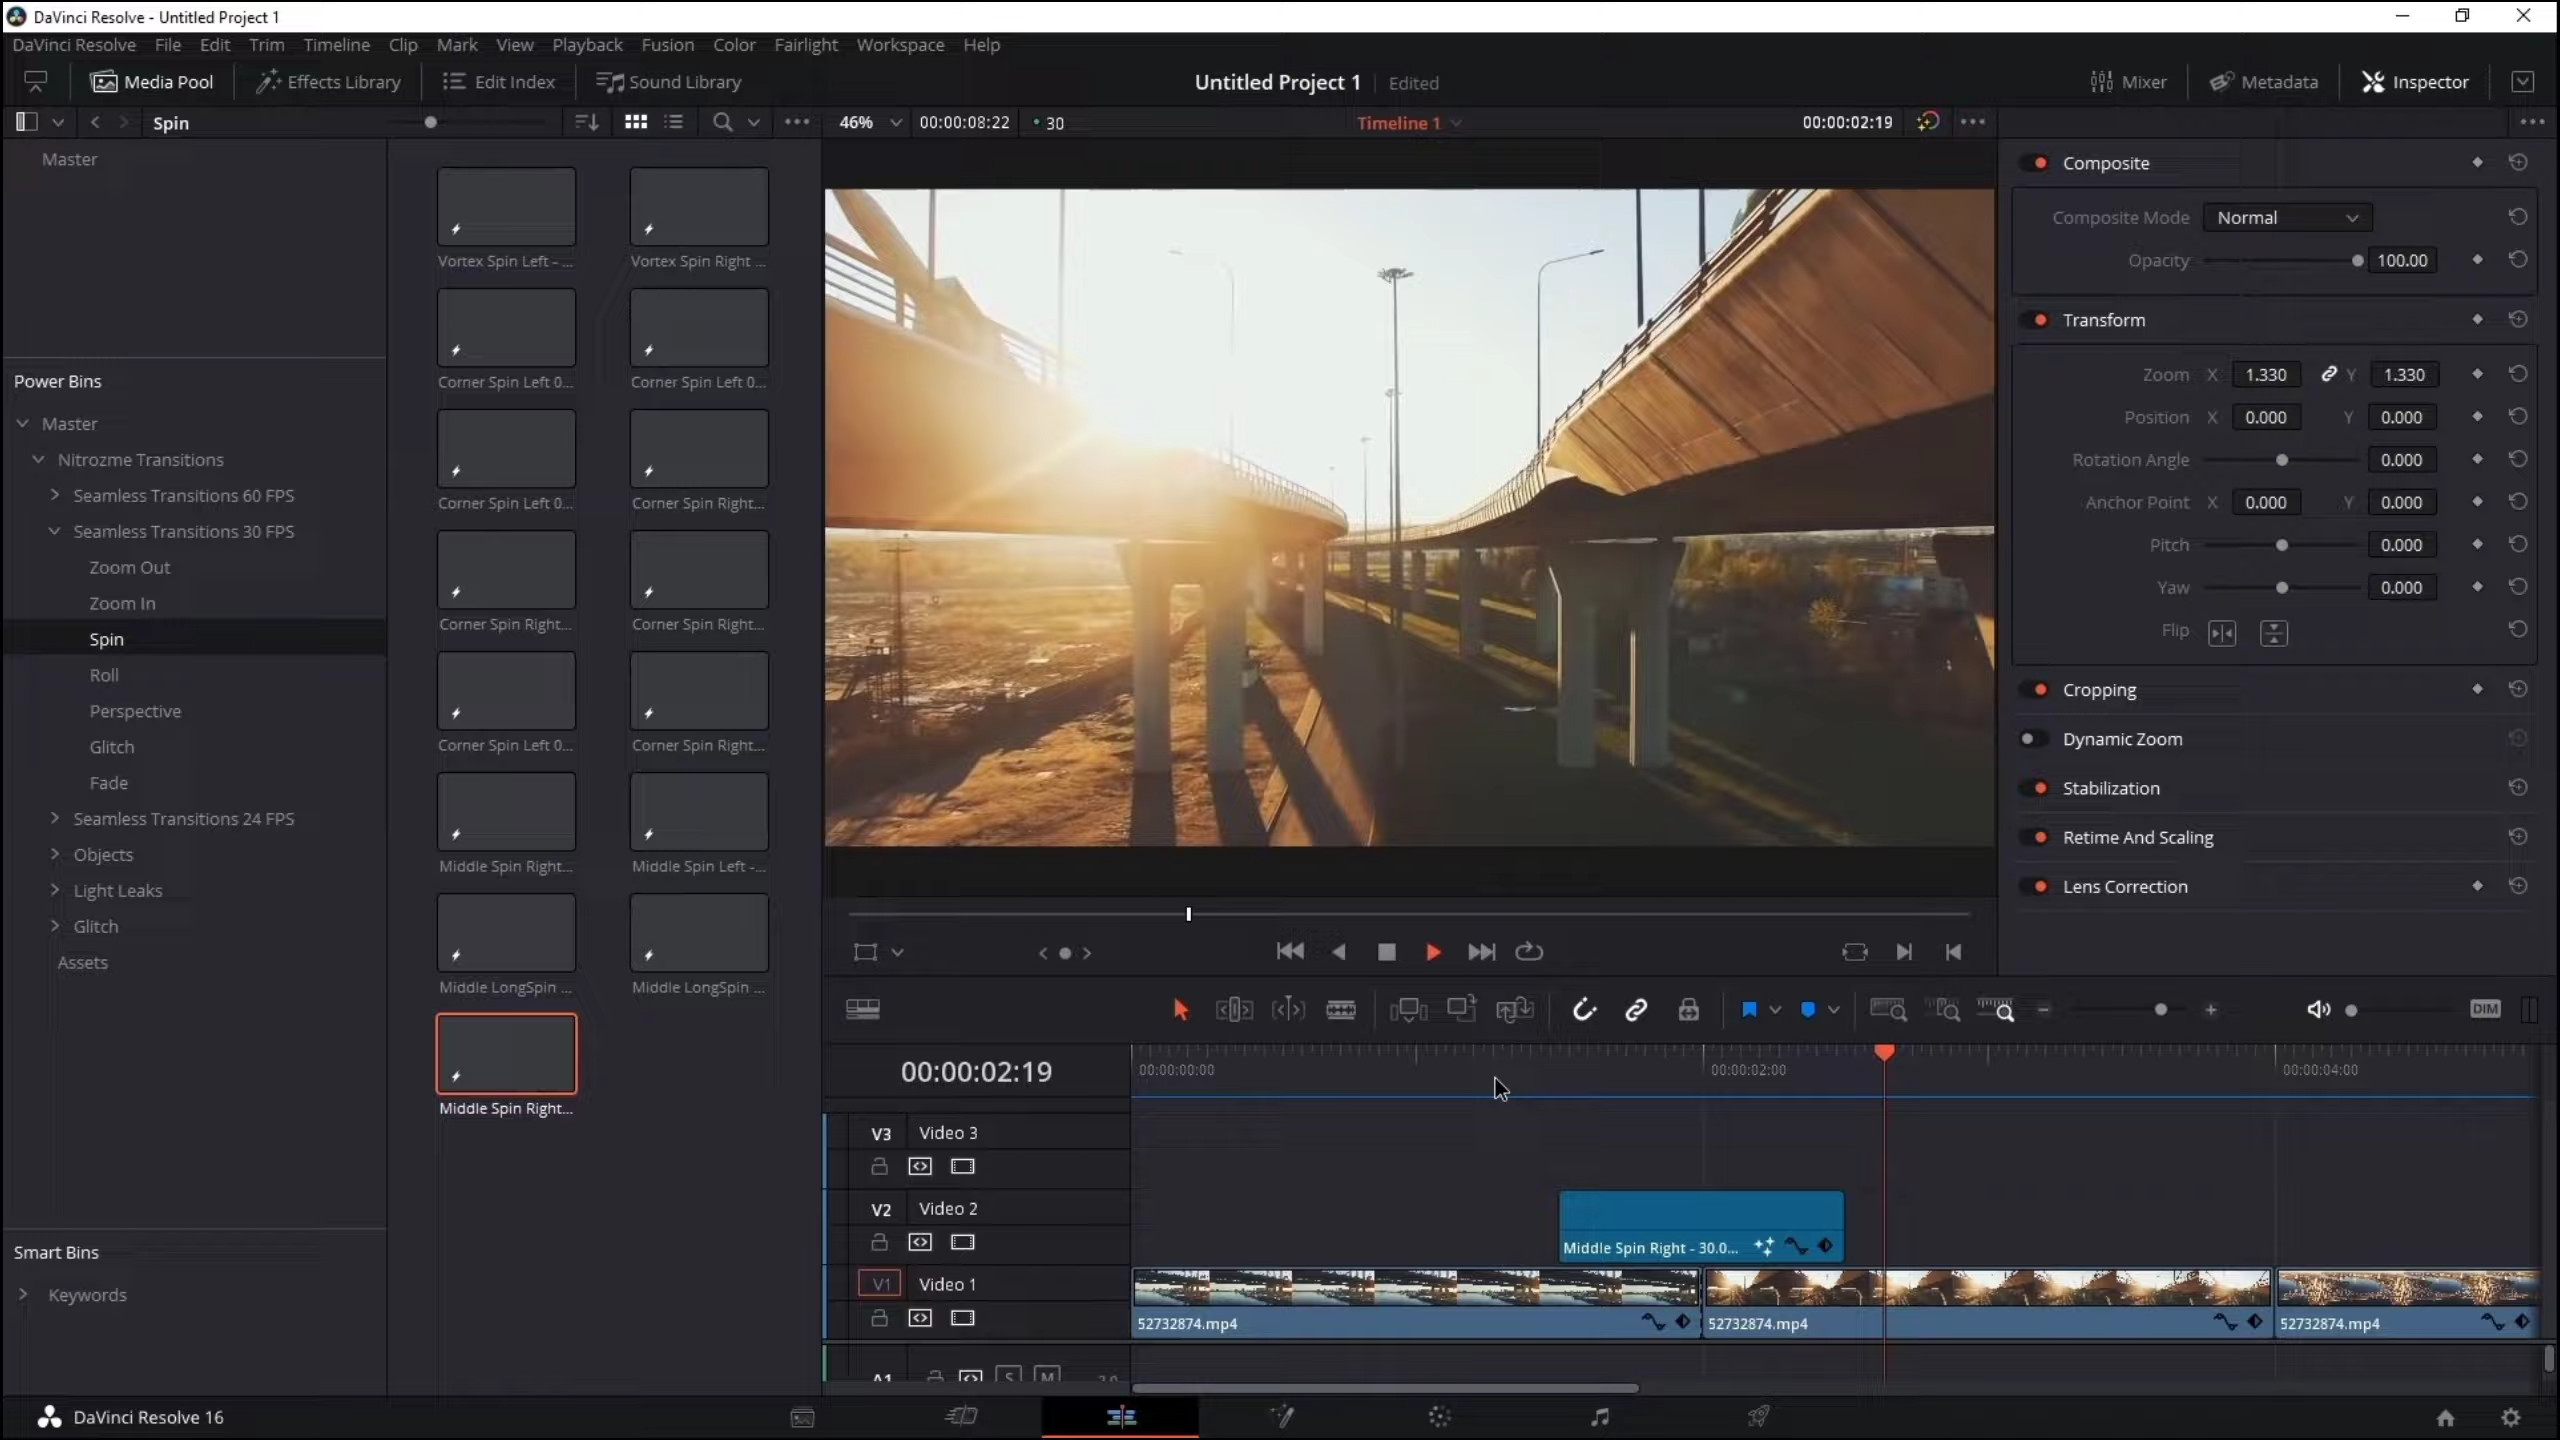 DaVinci Resolve - Untitled Project 1
DaVinci Resolve File Edit Trim Timeline Clip Mark View Playback Fusion Color Fairlight Workspace Help
Media Pool Effects Library Edit Index Sound Library Untitled Project 1 Edited Mixer Metadata Inspector
Spin 46% 00:00:08:22 30 Timeline 1 00:00:02:19
Master
Power Bins
Master
Nitrozme Transitions
Seamless Transitions 60 FPS
Seamless Transitions 30 FPS
Zoom Out
Zoom In
Spin
Roll
Perspective
Glitch
Fade
Seamless Transitions 24 FPS
Objects
Light Leaks
Glitch
Assets
Smart Bins
Keywords
Vortex Spin Left - ... Vortex Spin Right ...
Corner Spin Left 0... Corner Spin Left 0...
Corner Spin Left 0... Corner Spin Right...
Corner Spin Right... Corner Spin Right...
Corner Spin Left 0... Corner Spin Right...
Middle Spin Right... Middle Spin Left -...
Middle LongSpin ... Middle LongSpin ...
Middle Spin Right...
Composite
Composite Mode Normal
Opacity 100.00
Transform
Zoom X 1.330 Y 1.330
Position X 0.000 Y 0.000
Rotation Angle 0.000
Anchor Point X 0.000 Y 0.000
Pitch 0.000
Yaw 0.000
Flip
Cropping
Dynamic Zoom
Stabilization
Retime And Scaling
Lens Correction
DIM
00:00:02:19 00:00:00:00 00:00:02:00 00:00:04:00
V3 Video 3
V2 Video 2
Middle Spin Right - 30.0...
V1 Video 1
52732874.mp4 52732874.mp4 52732874.mp4
A1 S M 2.0
DaVinci Resolve 16